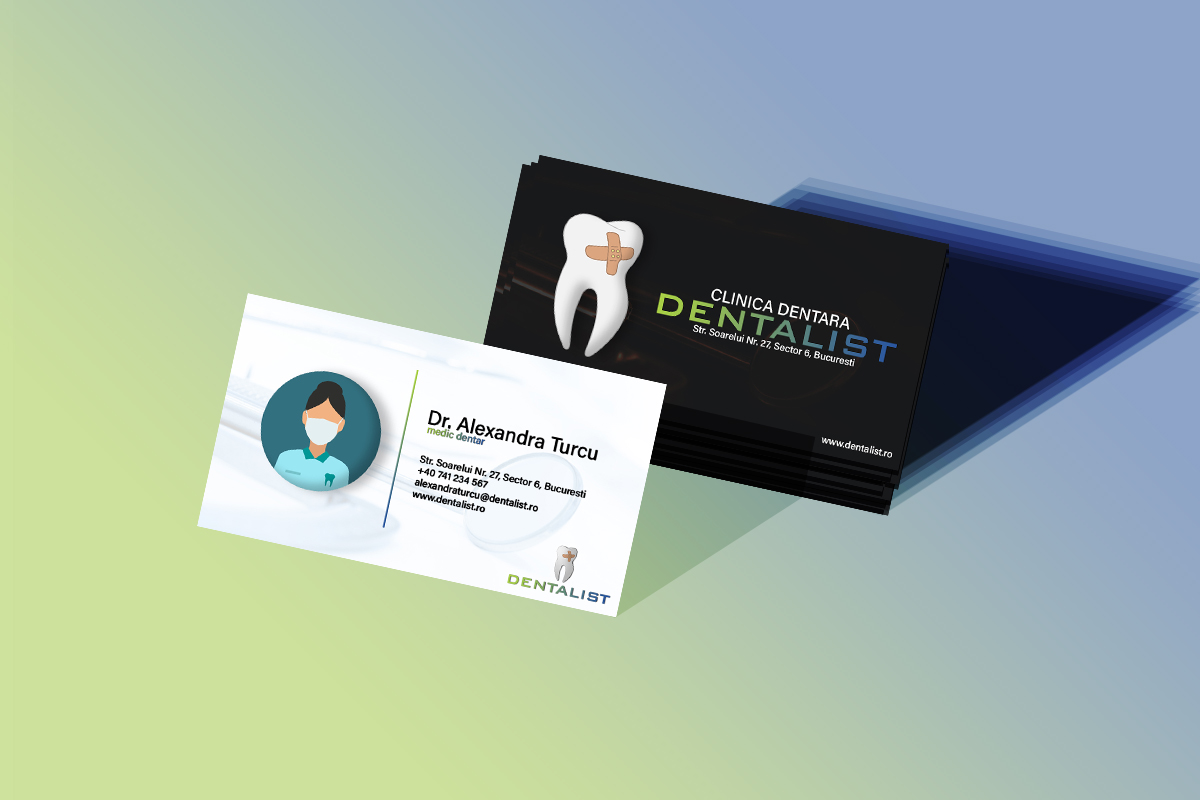 CLINICA DENTARA
DENTALIST
Str. Soarelui Nr. 27, Sector 6, Bucuresti
www.dentalist.ro
Dr. Alexandra Turcu
medic dentar
Str. Soarelui Nr. 27, Sector 6, Bucuresti
+40 741 234 567
alexandraturcu@dentalist.ro
www.dentalist.ro
DENTALIST